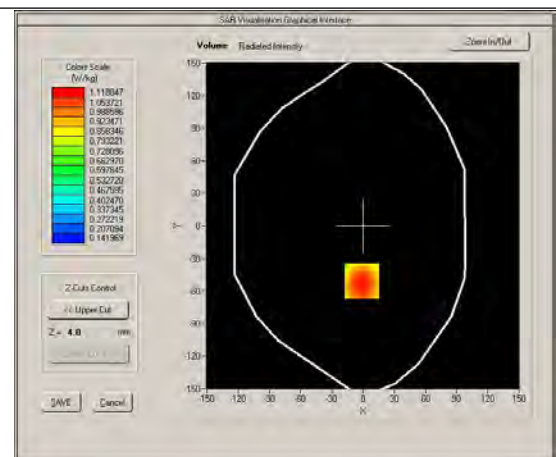 SAR Visualisation Graphical Interface
Volume Radiated Intensity
Zoom In/Out
Colors Scale
(W/kg)
1.118847
1.053721
0.988596
0.923471
0.858346
0.793221
0.728096
0.662970
0.597845
0.532720
0.467595
0.402470
0.337345
0.272219
0.207094
0.141969
Z-Cuts Control
<< Upper Cut
Z = 4.0 mm
SAVE Cancel
150
120
90
60
30
0
-30
-60
-90
-120
-150
Y
-150 -120 -90 -60 -30 0 30 60 90 120 150
X